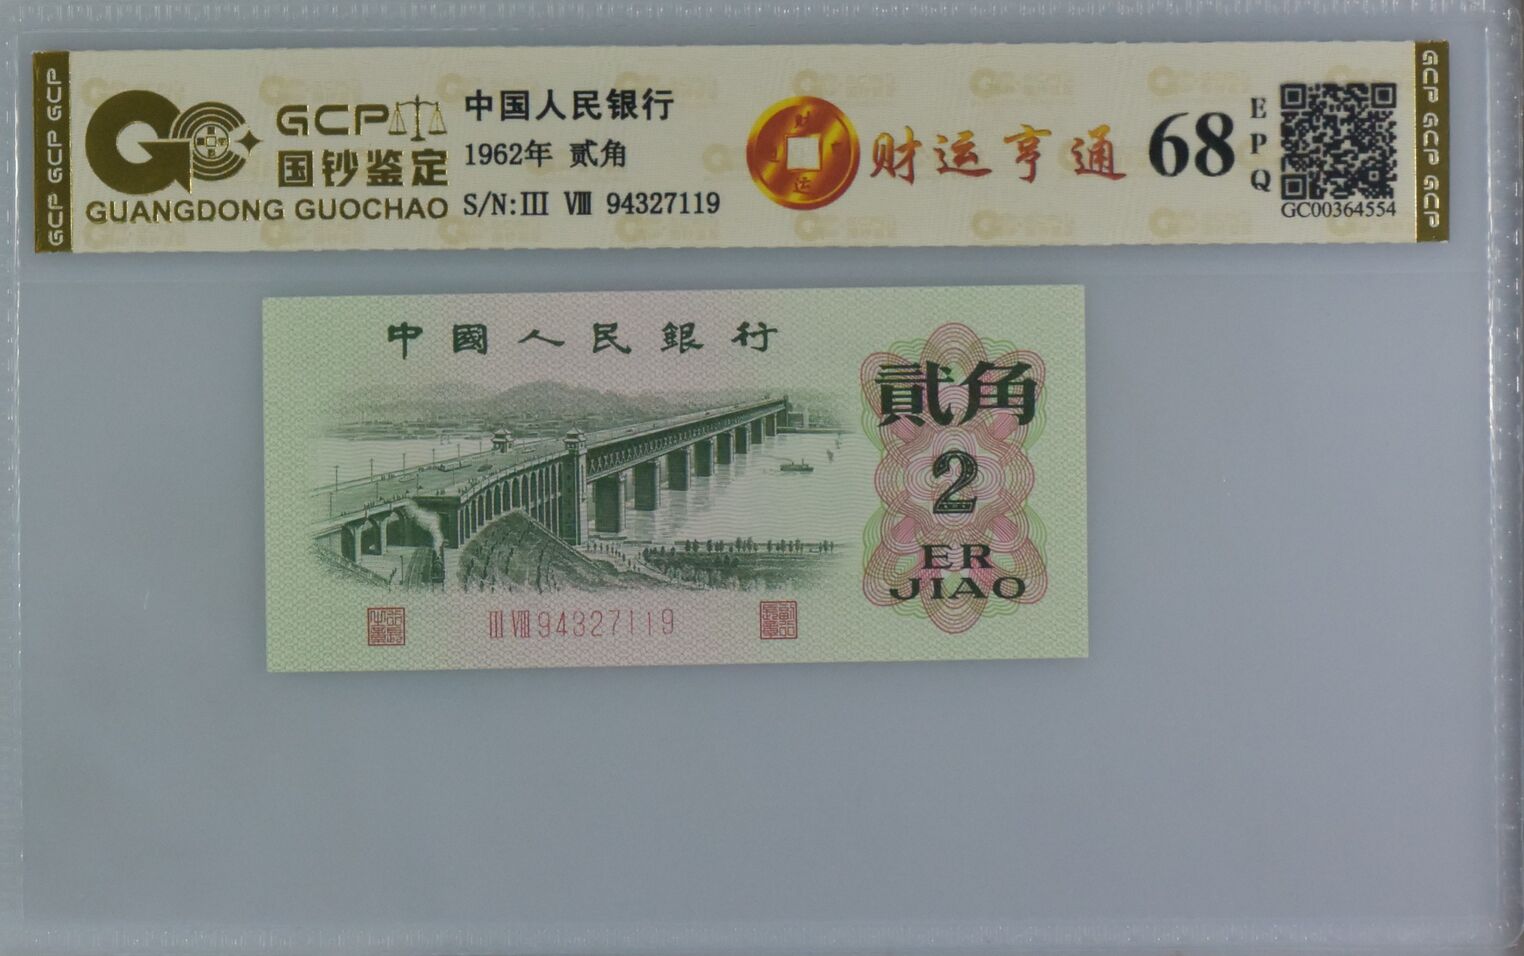 GCP GCP GCP
GCP
国钞鉴定
GUANGDONG GUOCHAO
中国人民银行
1962年 贰角
S/N:III VIII 94327119
财运亨通
68
EPQ
GC00364554
GCP GCP GCP
中國人民銀行
貳角
2
ER
JIAO
III VIII 94327119